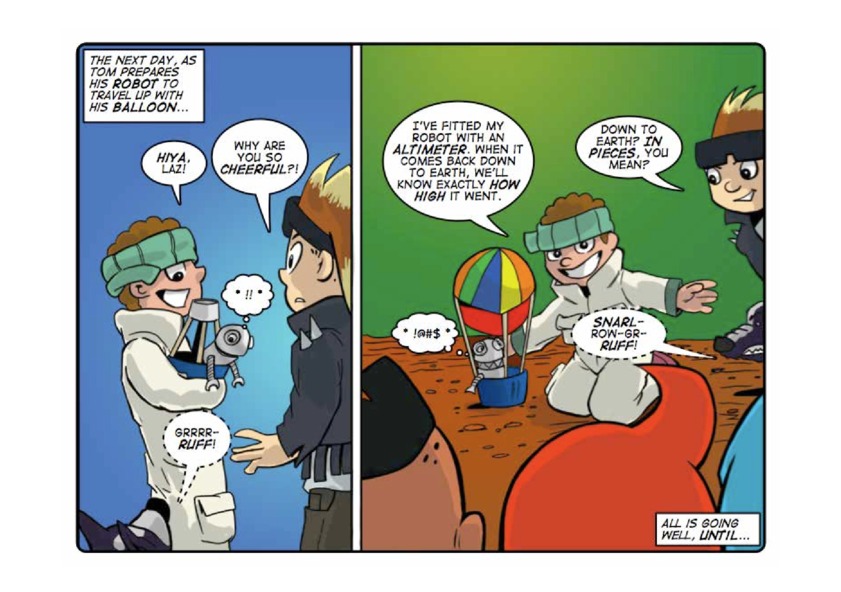 THE NEXT DAY, AS
TOM PREPARES
HIS ROBOT TO
TRAVEL UP WITH
HIS BALLOON...
HIYA,
LAZ!
WHY ARE
YOU SO
CHEERFUL?!
* !! *
GRRRR--
RUFF!
I'VE FITTED MY
ROBOT WITH AN
ALTIMETER. WHEN IT
COMES BACK DOWN
TO EARTH, WE'LL
KNOW EXACTLY HOW
HIGH IT WENT.
DOWN TO
EARTH? IN
PIECES, YOU
MEAN?
* !@#$ *
SNARL-
ROW-GR--
RUFF!
ALL IS GOING
WELL, UNTIL...